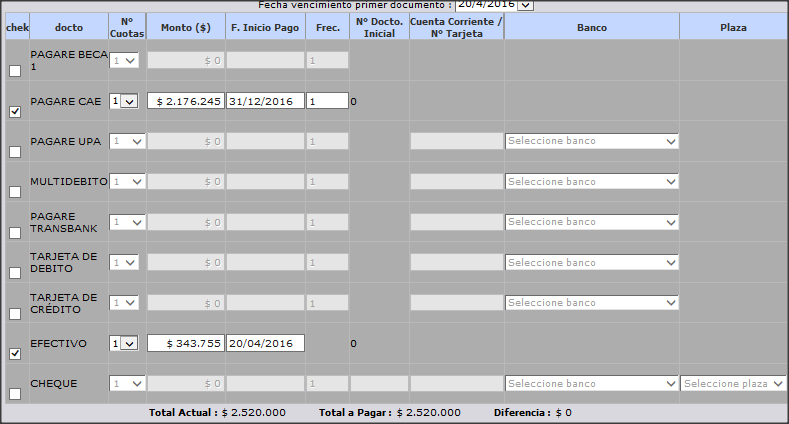 Fecha vencimiento primer documento : 20/4/2016
chek docto Nº Cuotas Monto ($) F. Inicio Pago Frec. Nº Docto. Inicial Cuenta Corriente / Nº Tarjeta Banco Plaza
PAGARE BECA 1 1 $ 0 1
PAGARE CAE 1 $ 2.176.245 31/12/2016 1 0
PAGARE UPA 1 $ 0 1 Seleccione banco
MULTIDEBITO 1 $ 0 1 Seleccione banco
PAGARE TRANSBANK 1 $ 0 1 Seleccione banco
TARJETA DE DEBITO 1 $ 0 1 Seleccione banco
TARJETA DE CRÉDITO 1 $ 0 1 Seleccione banco
EFECTIVO 1 $ 343.755 20/04/2016 0
CHEQUE 1 $ 0 1 Seleccione banco Seleccione plaza
Total Actual : $ 2.520.000 Total a Pagar : $ 2.520.000 Diferencia : $ 0